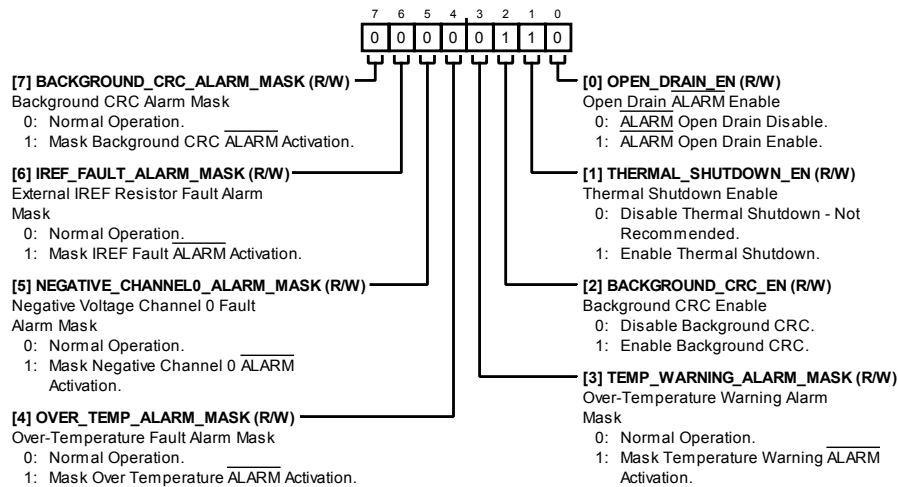 7 6 5 4 3 2 1 0
0 0 0 0 0 1 1 0
[7] BACKGROUND_CRC_ALARM_MASK (R/W)
Background CRC Alarm Mask
0: Normal Operation.
1: Mask Background CRC ALARM Activation.
[6] IREF_FAULT_ALARM_MASK (R/W)
External IREF Resistor Fault Alarm
Mask
0: Normal Operation.
1: Mask IREF Fault ALARM Activation.
[5] NEGATIVE_CHANNEL0_ALARM_MASK (R/W)
Negative Voltage Channel 0 Fault
Alarm Mask
0: Normal Operation.
1: Mask Negative Channel 0 ALARM
Activation.
[4] OVER_TEMP_ALARM_MASK (R/W)
Over-Temperature Fault Alarm Mask
0: Normal Operation.
1: Mask Over Temperature ALARM Activation.
[0] OPEN_DRAIN_EN (R/W)
Open Drain ALARM Enable
0: ALARM Open Drain Disable.
1: ALARM Open Drain Enable.
[1] THERMAL_SHUTDOWN_EN (R/W)
Thermal Shutdown Enable
0: Disable Thermal Shutdown - Not
Recommended.
1: Enable Thermal Shutdown.
[2] BACKGROUND_CRC_EN (R/W)
Background CRC Enable
0: Disable Background CRC.
1: Enable Background CRC.
[3] TEMP_WARNING_ALARM_MASK (R/W)
Over-Temperature Warning Alarm
Mask
0: Normal Operation.
1: Mask Temperature Warning ALARM
Activation.